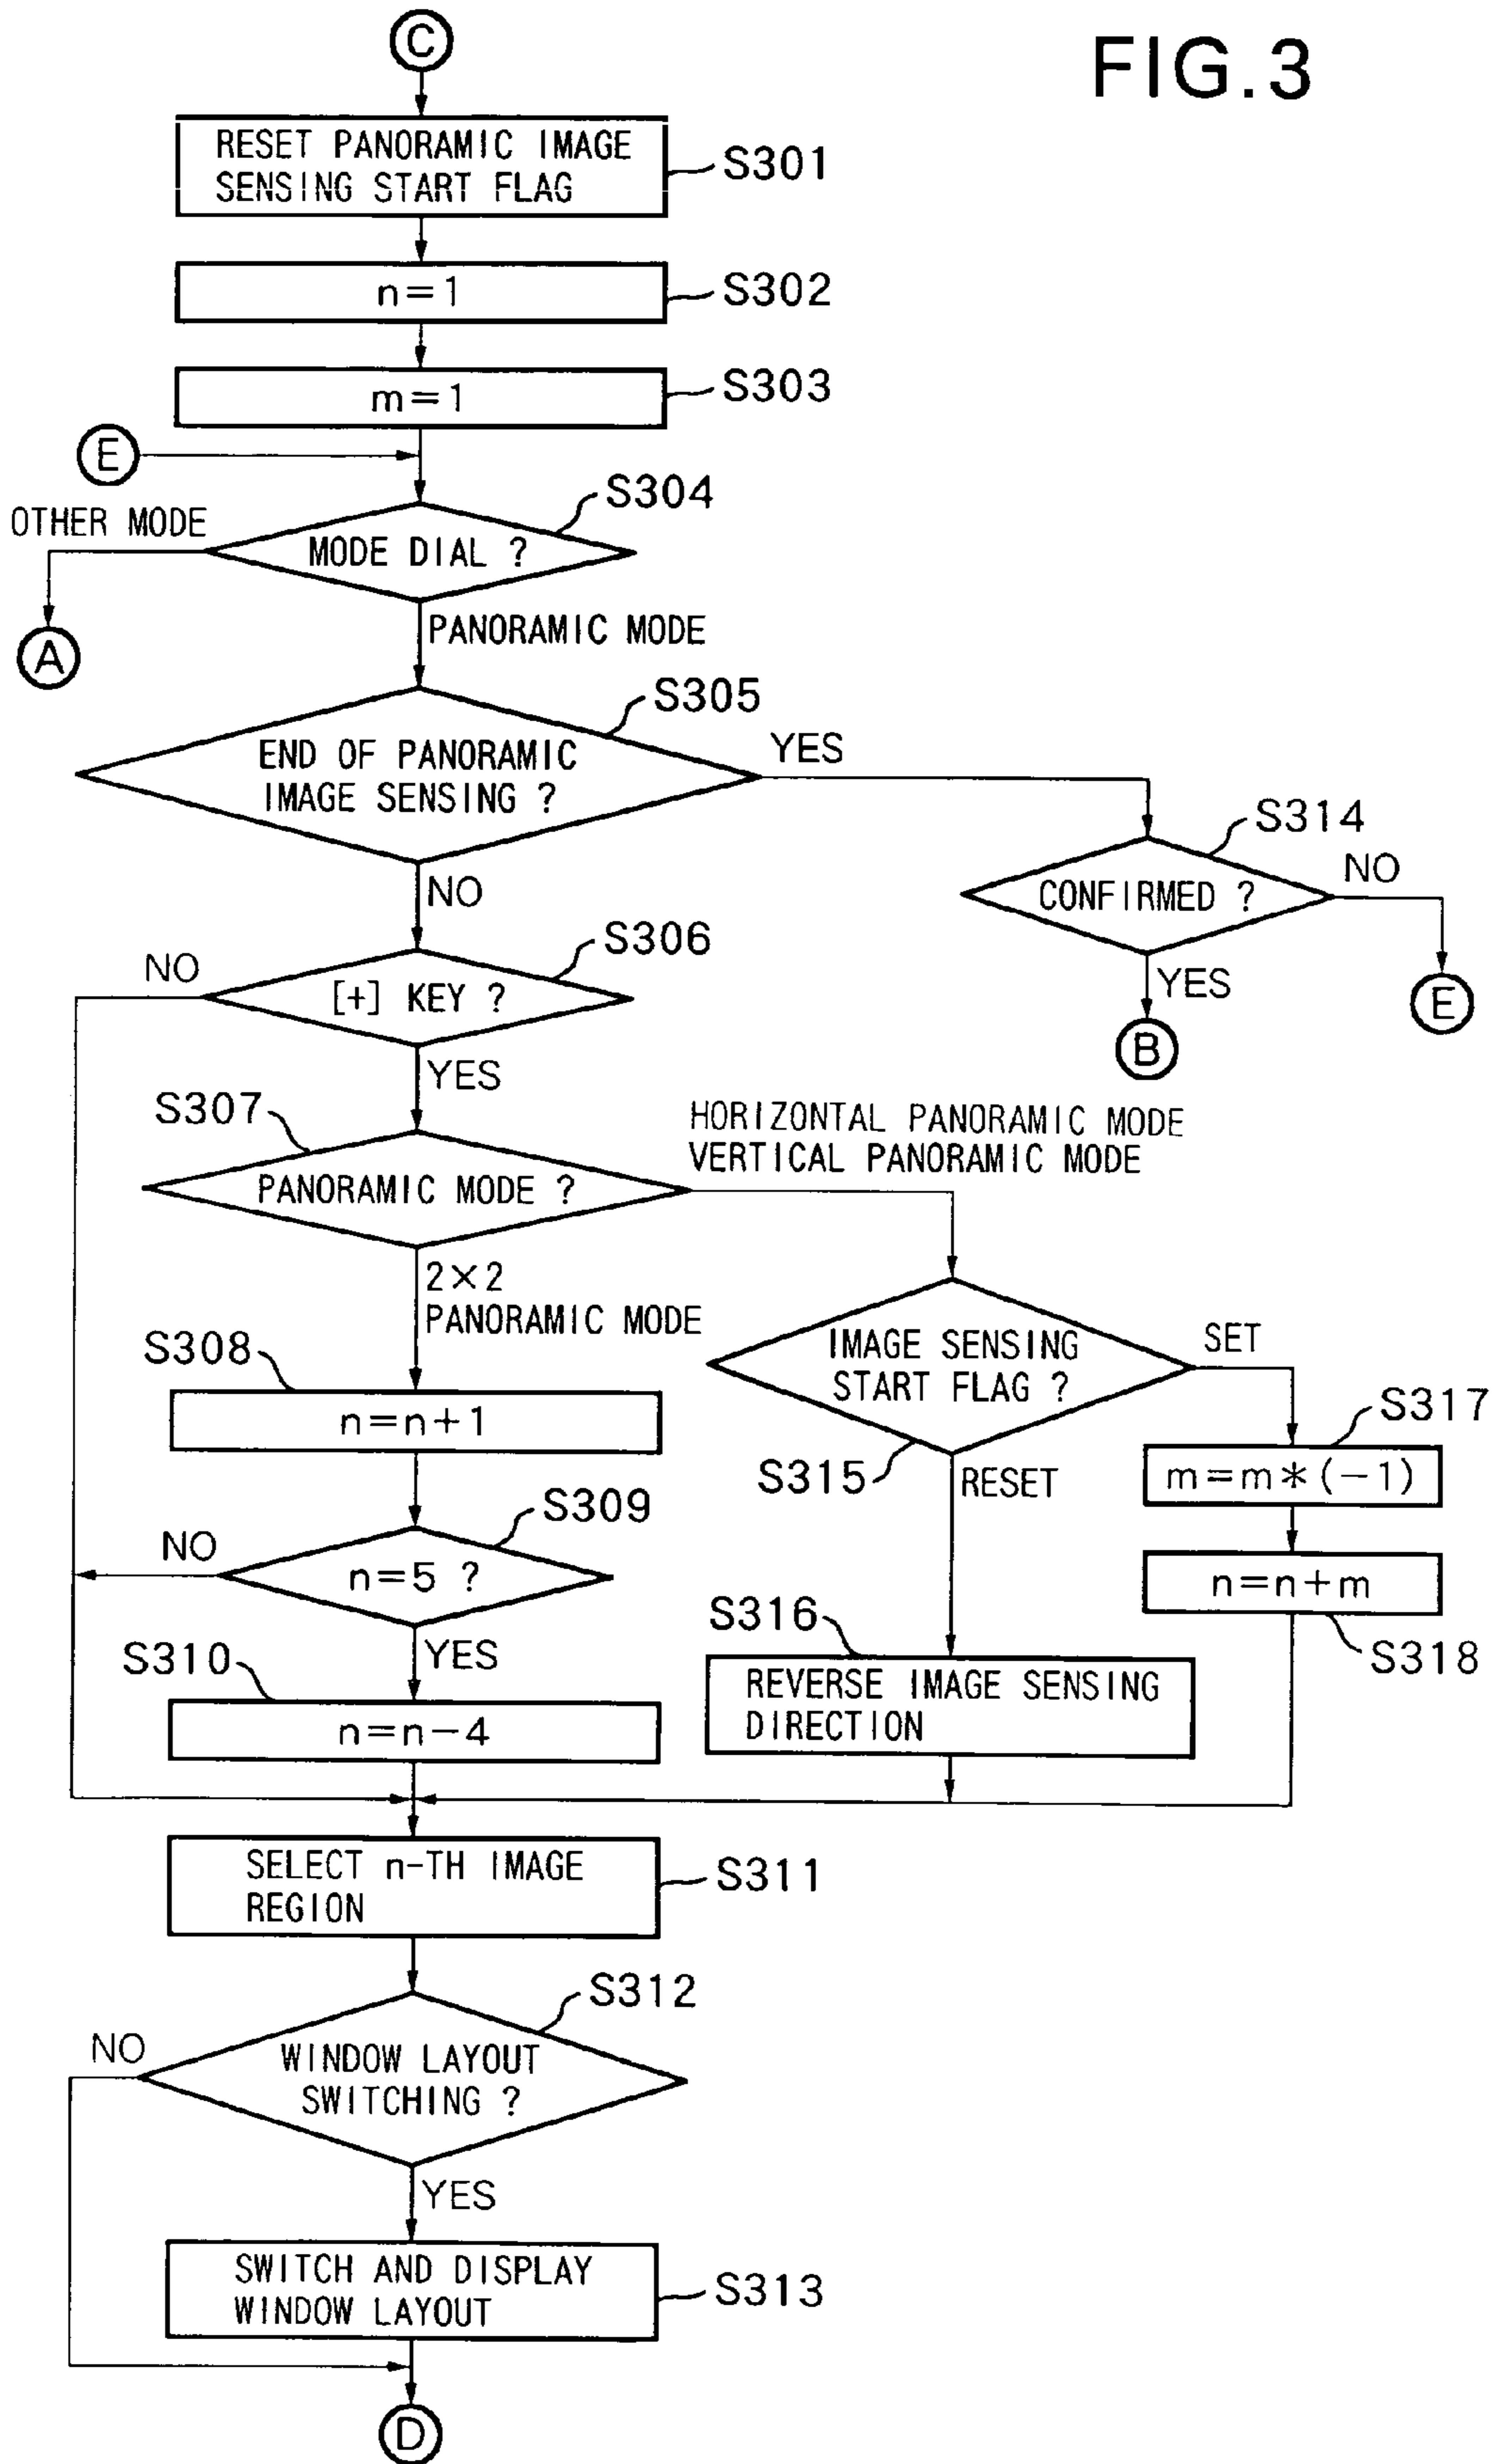 FIG.3
C
RESET PANORAMIC IMAGE
SENSING START FLAG
S301
n=1
S302
m=1
S303
E
S304
OTHER MODE
MODE DIAL ?
A
PANORAMIC MODE
S305
END OF PANORAMIC
IMAGE SENSING ?
YES
S314
CONFIRMED ?
NO
E
YES
B
NO
S306
NO
[+] KEY ?
YES
S307
PANORAMIC MODE ?
HORIZONTAL PANORAMIC MODE
VERTICAL PANORAMIC MODE
2×2
PANORAMIC MODE
S308
n=n+1
S309
NO
n=5 ?
YES
S310
n=n-4
IMAGE SENSING
START FLAG ?
SET
S315
RESET
S317
m=m*(-1)
n=n+m
S318
S316
REVERSE IMAGE SENSING
DIRECTION
SELECT n-TH IMAGE
REGION
S311
S312
NO
WINDOW LAYOUT
SWITCHING ?
YES
SWITCH AND DISPLAY
WINDOW LAYOUT
S313
D